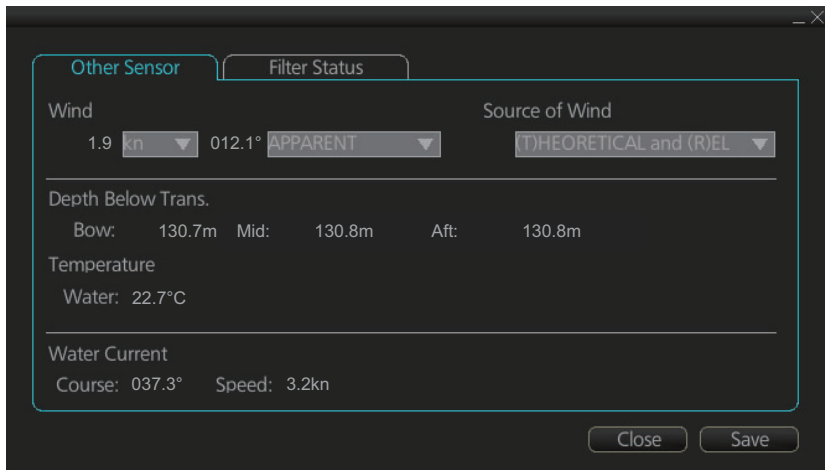 Other Sensor Filter Status
Wind Source of Wind
1.9 kn 012.1° APPARENT (T)HEORETICAL and (R)EL
Depth Below Trans.
Bow: 130.7m Mid: 130.8m Aft: 130.8m
Temperature
Water: 22.7°C
Water Current
Course: 037.3° Speed: 3.2kn
Close Save